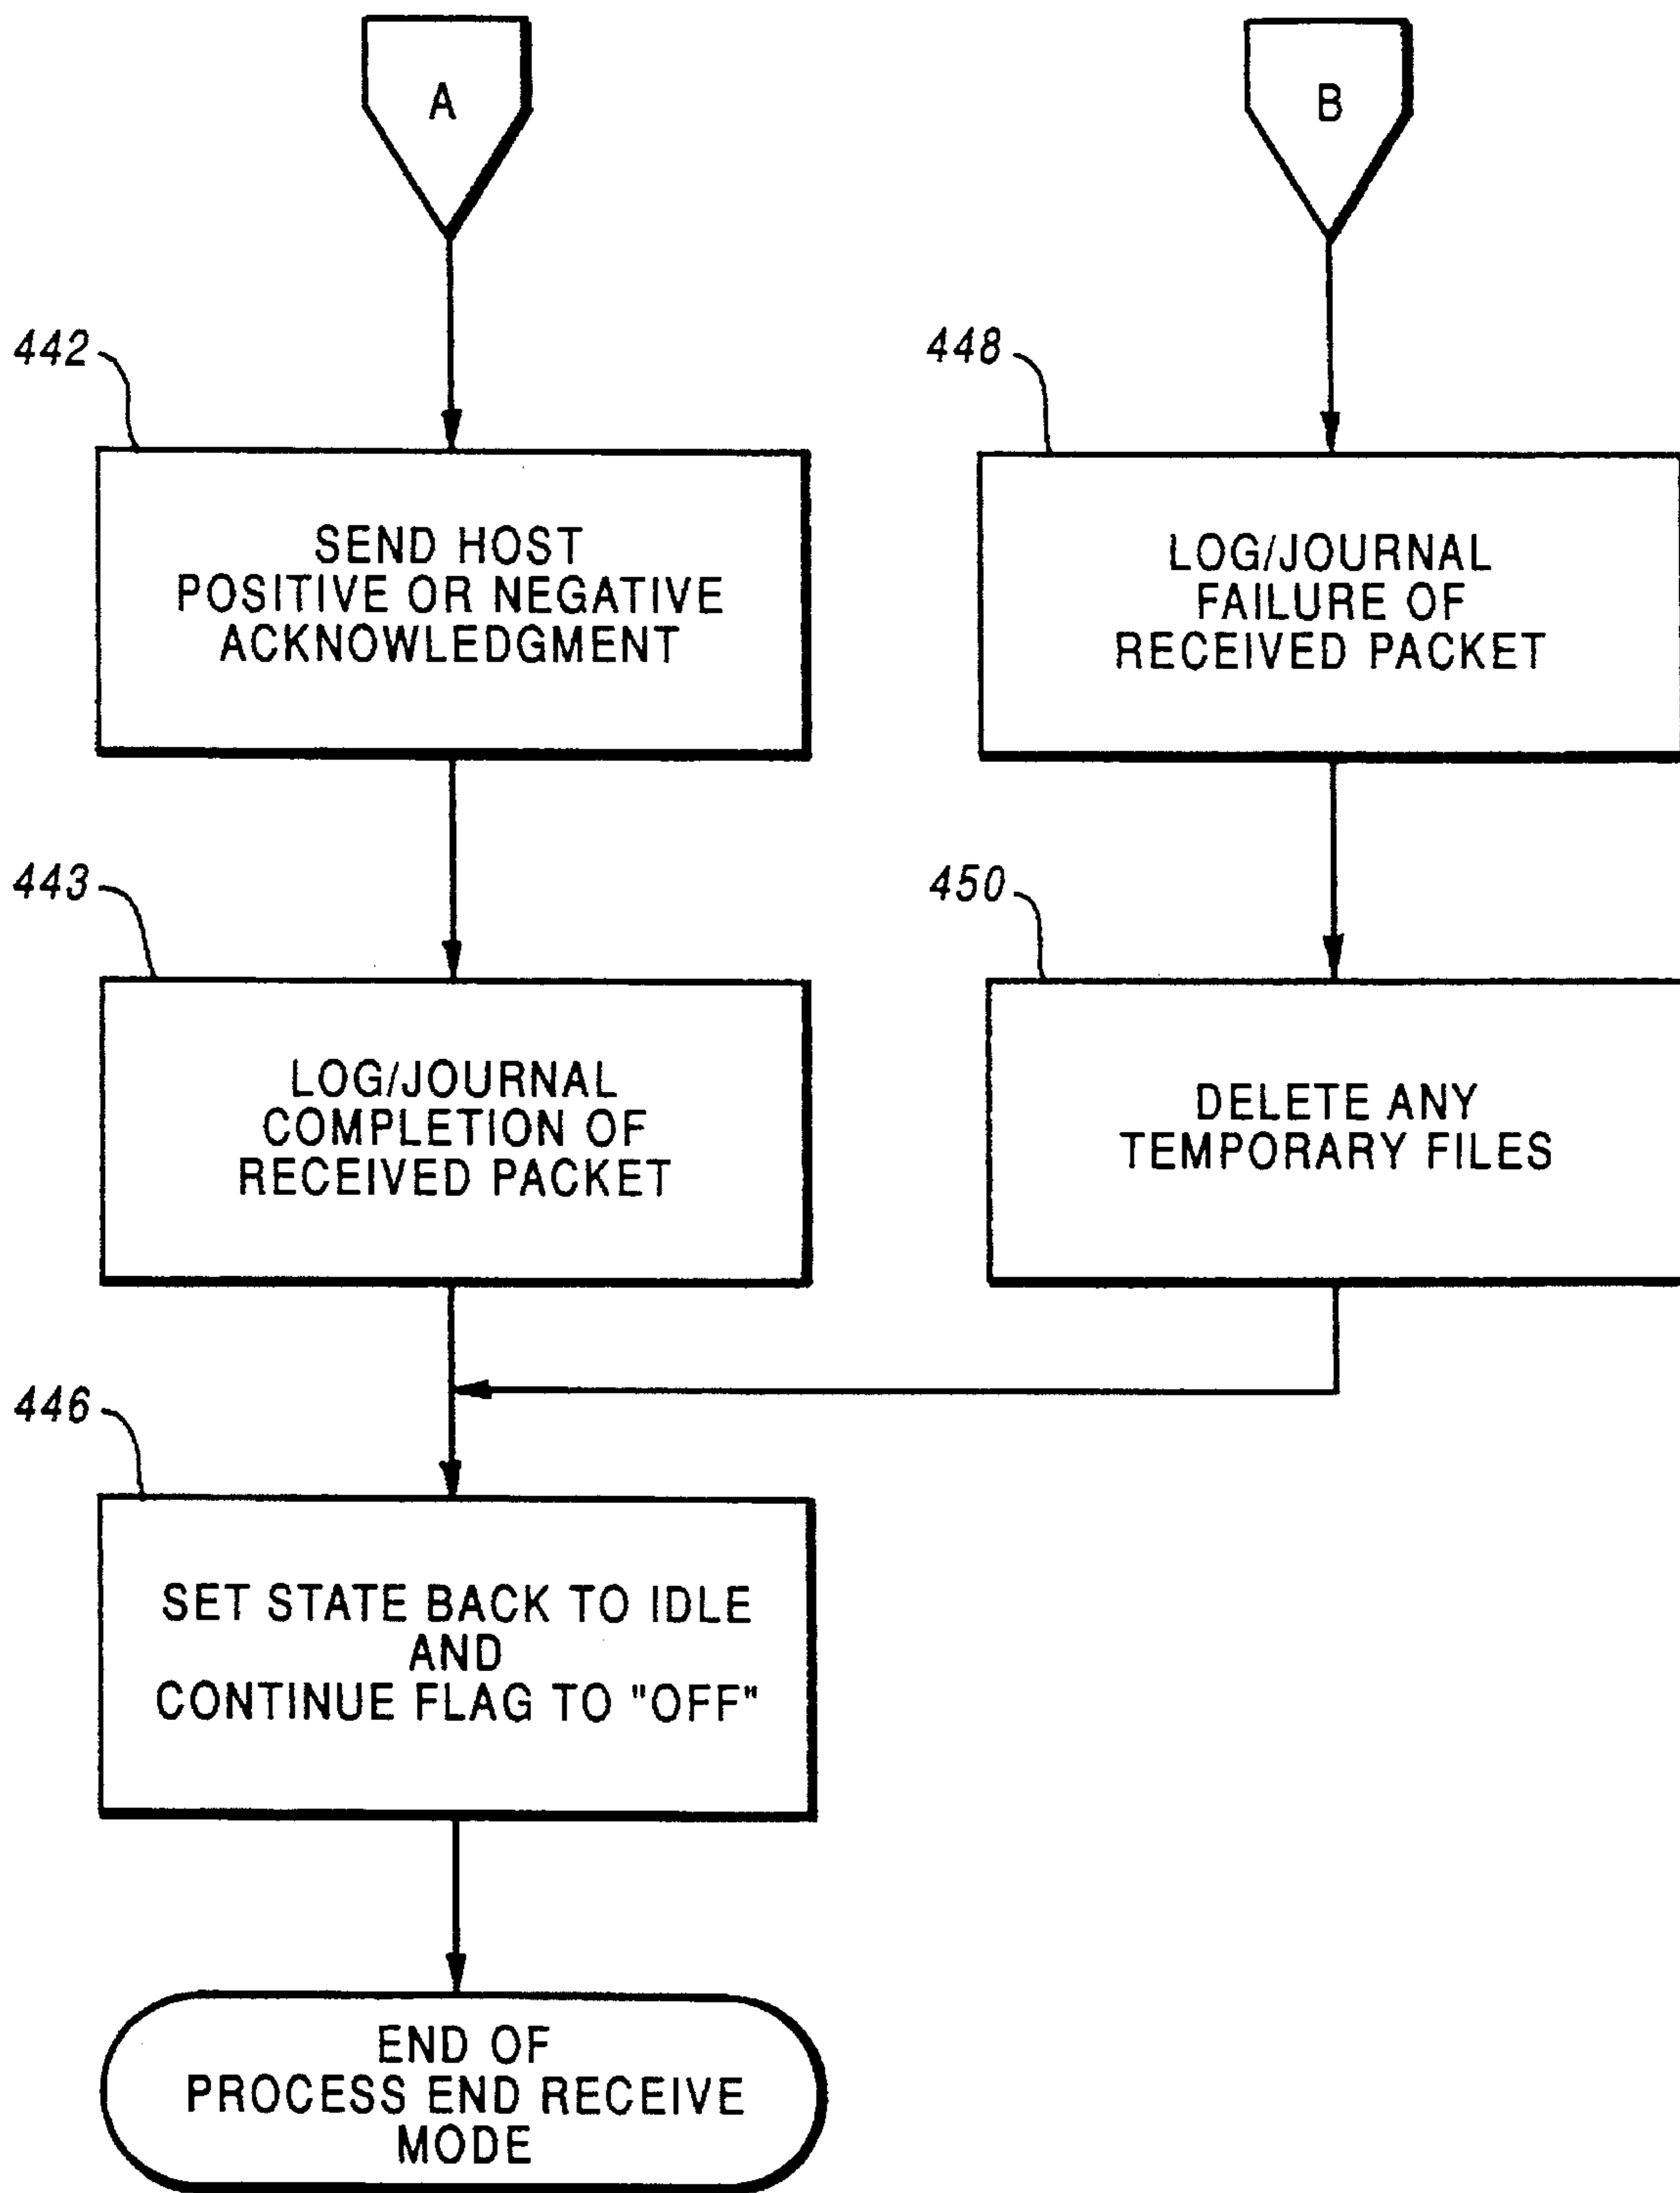 A
B
442
448
SEND HOST
POSITIVE OR NEGATIVE
ACKNOWLEDGMENT
LOG/JOURNAL
FAILURE OF
RECEIVED PACKET
443
450
LOG/JOURNAL
COMPLETION OF
RECEIVED PACKET
DELETE ANY
TEMPORARY FILES
446
SET STATE BACK TO IDLE
AND
CONTINUE FLAG TO "OFF"
END OF
PROCESS END RECEIVE
MODE